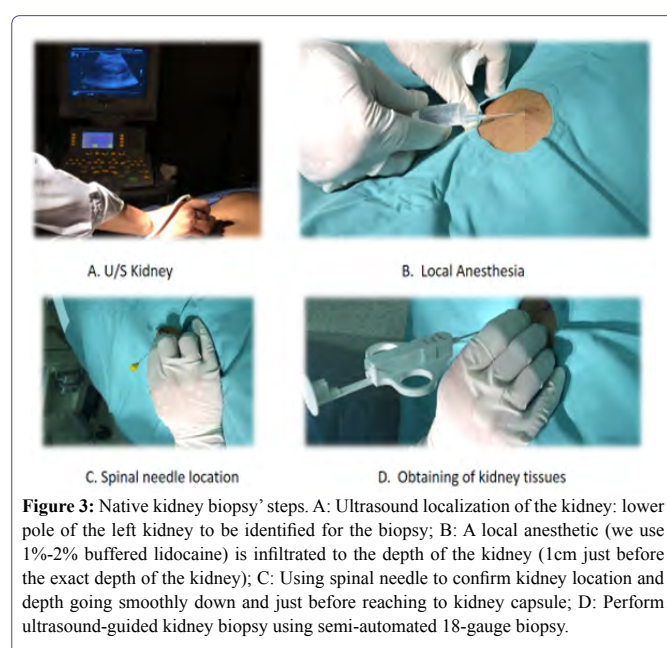 A. U/S Kidney
B. Local Anesthesia
C. Spinal needle location
D. Obtaining of kidney tissues
Figure 3: Native kidney biopsy' steps. A: Ultrasound localization of the kidney: lower
pole of the left kidney to be identified for the biopsy; B: A local anesthetic (we use
1%-2% buffered lidocaine) is infiltrated to the depth of the kidney (1cm just before
the exact depth of the kidney); C: Using spinal needle to confirm kidney location and
depth going smoothly down and just before reaching to kidney capsule; D: Perform
ultrasound-guided kidney biopsy using semi-automated 18-gauge biopsy.